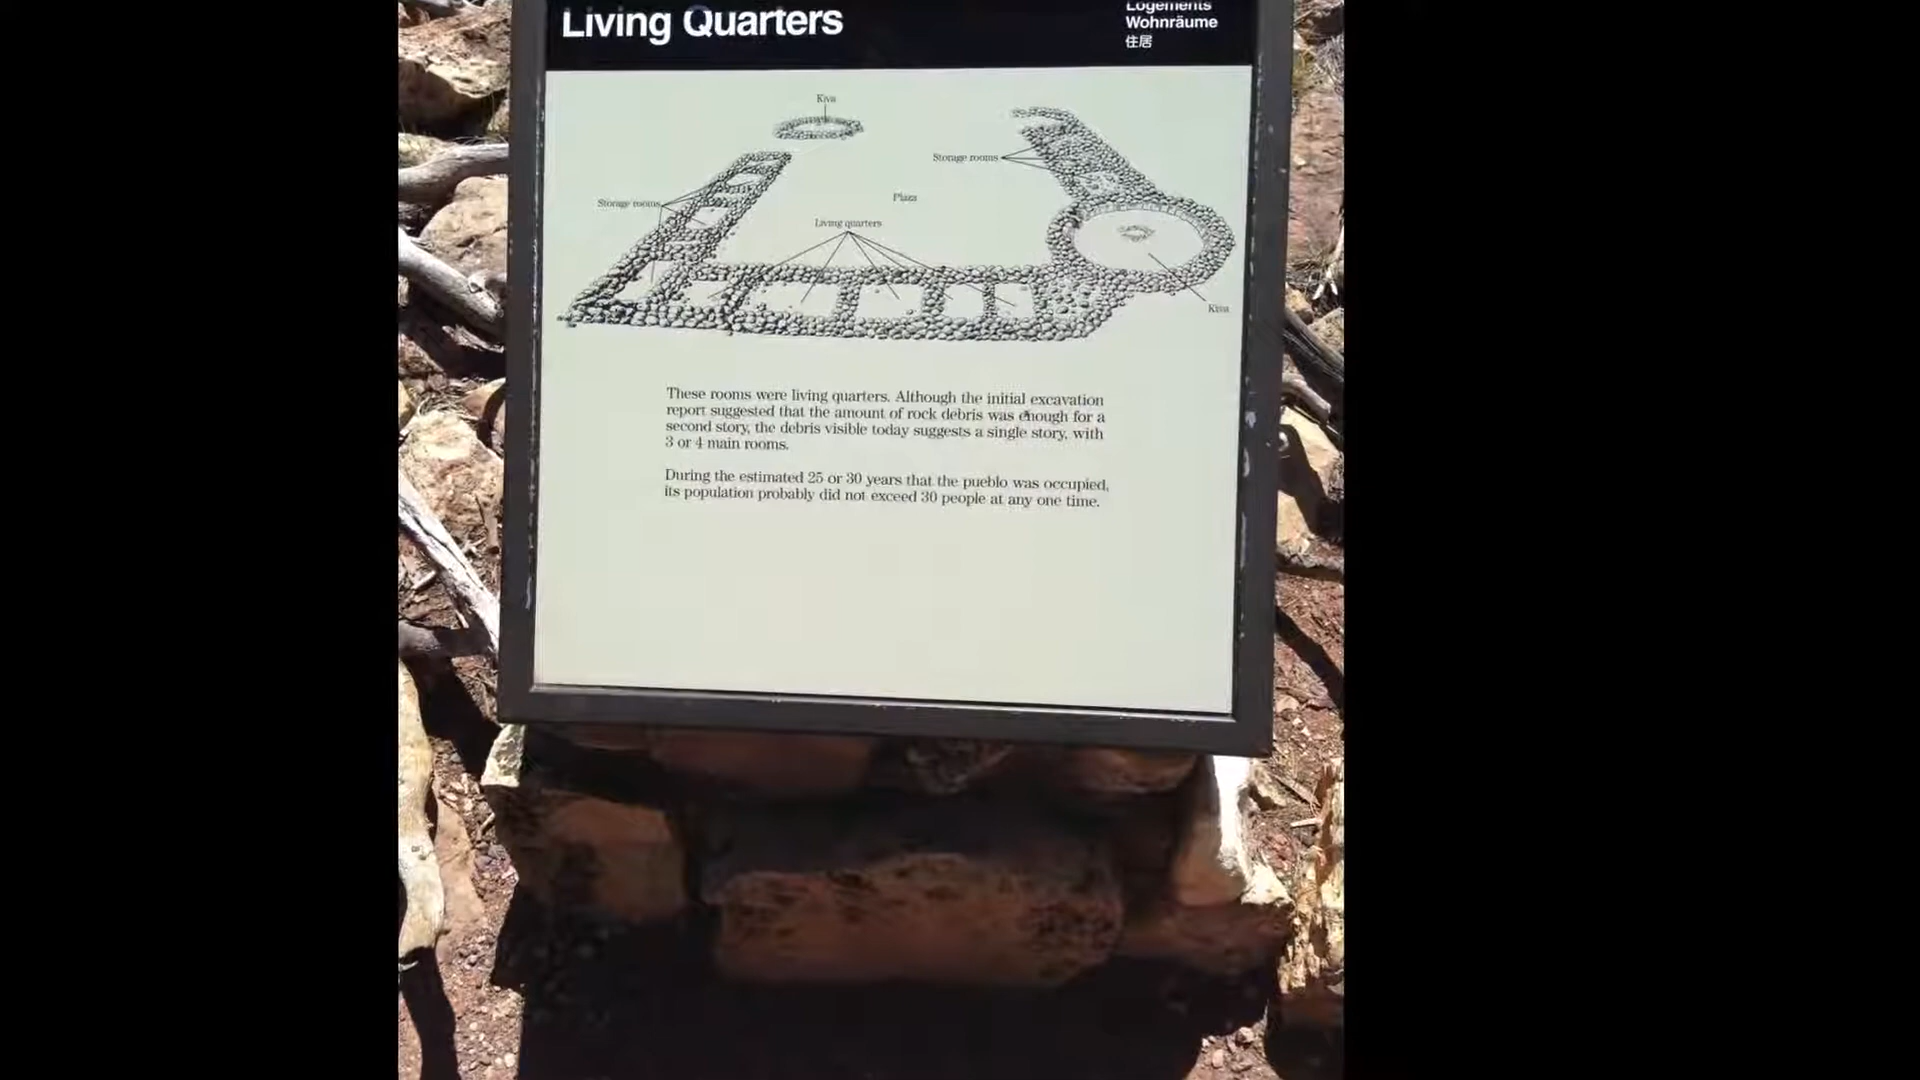 Living Quarters
Logements
Wohnräume
住居
Kiva
Storage rooms
Storage rooms
Plaza
Living quarters
Kiva
These rooms were living quarters. Although the initial excavation
report suggested that the amount of rock debris was enough for a
second story, the debris visible today suggests a single story, with
3 or 4 main rooms.
During the estimated 25 or 30 years that the pueblo was occupied,
its population probably did not exceed 30 people at any one time.